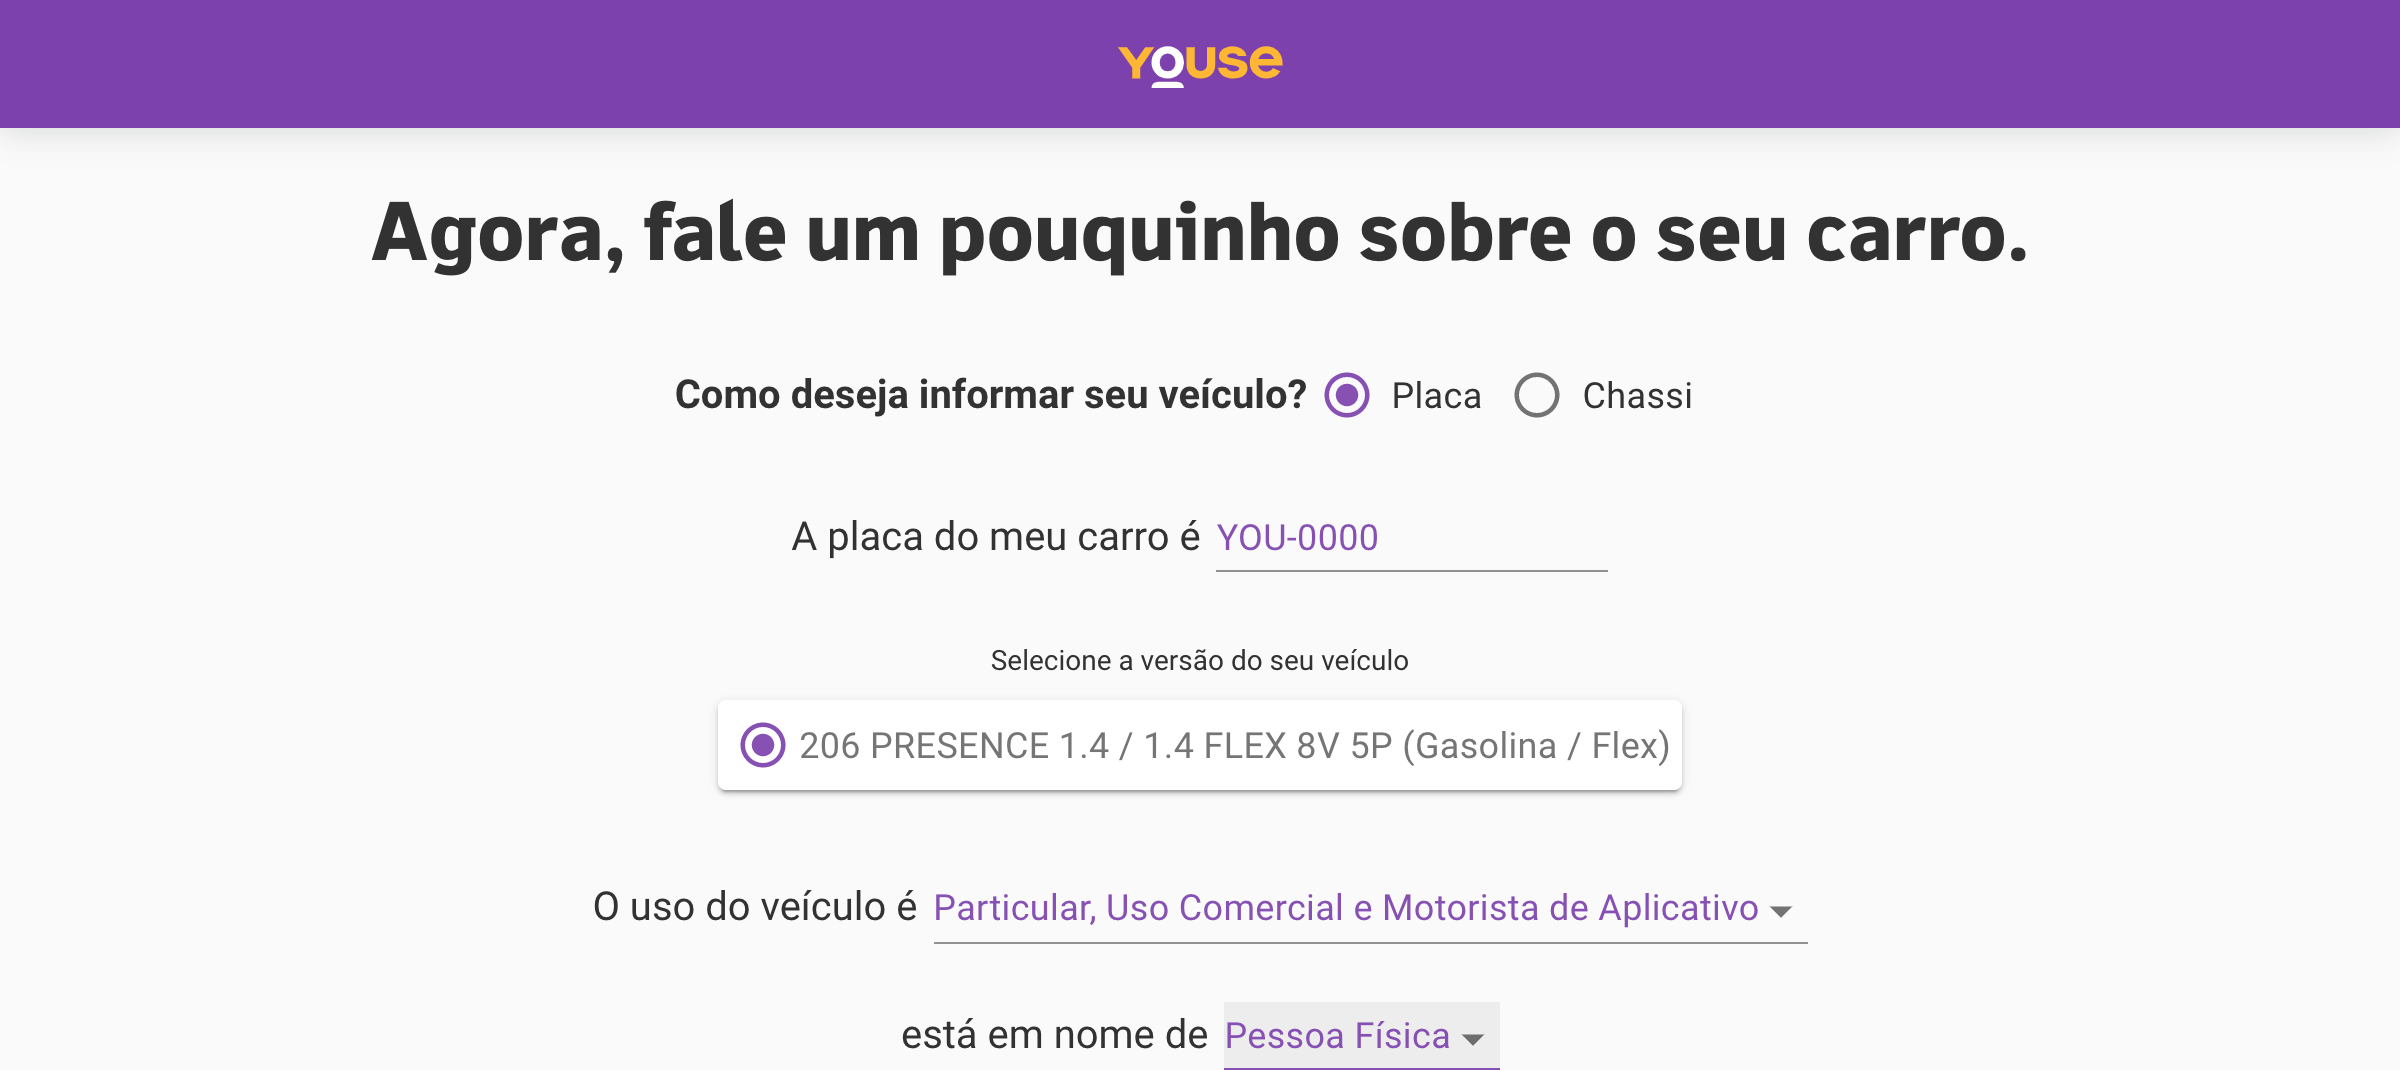 YOUSE
Agora, fale um pouquinho sobre o seu carro.
Como deseja informar seu veículo? Placa Chassi
A placa do meu carro é YOU-0000
Selecione a versão do seu veículo
206 PRESENCE 1.4 / 1.4 FLEX 8V 5P (Gasolina / Flex)
O uso do veículo é Particular, Uso Comercial e Motorista de Aplicativo
está em nome de Pessoa Física